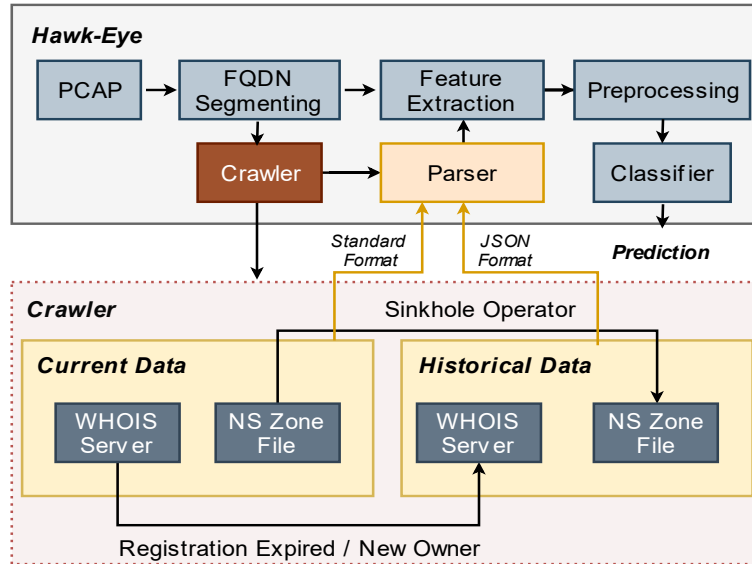 Hawk-Eye
PCAP
FQDN
Segmenting
Feature
Extraction
Preprocessing
Crawler
Parser
Classifier
Standard
Format
JSON
Format
Prediction
Crawler
Sinkhole Operator
Current Data
Historical Data
WHOIS
Server
NS Zone
File
WHOIS
Server
NS Zone
File
Registration Expired / New Owner